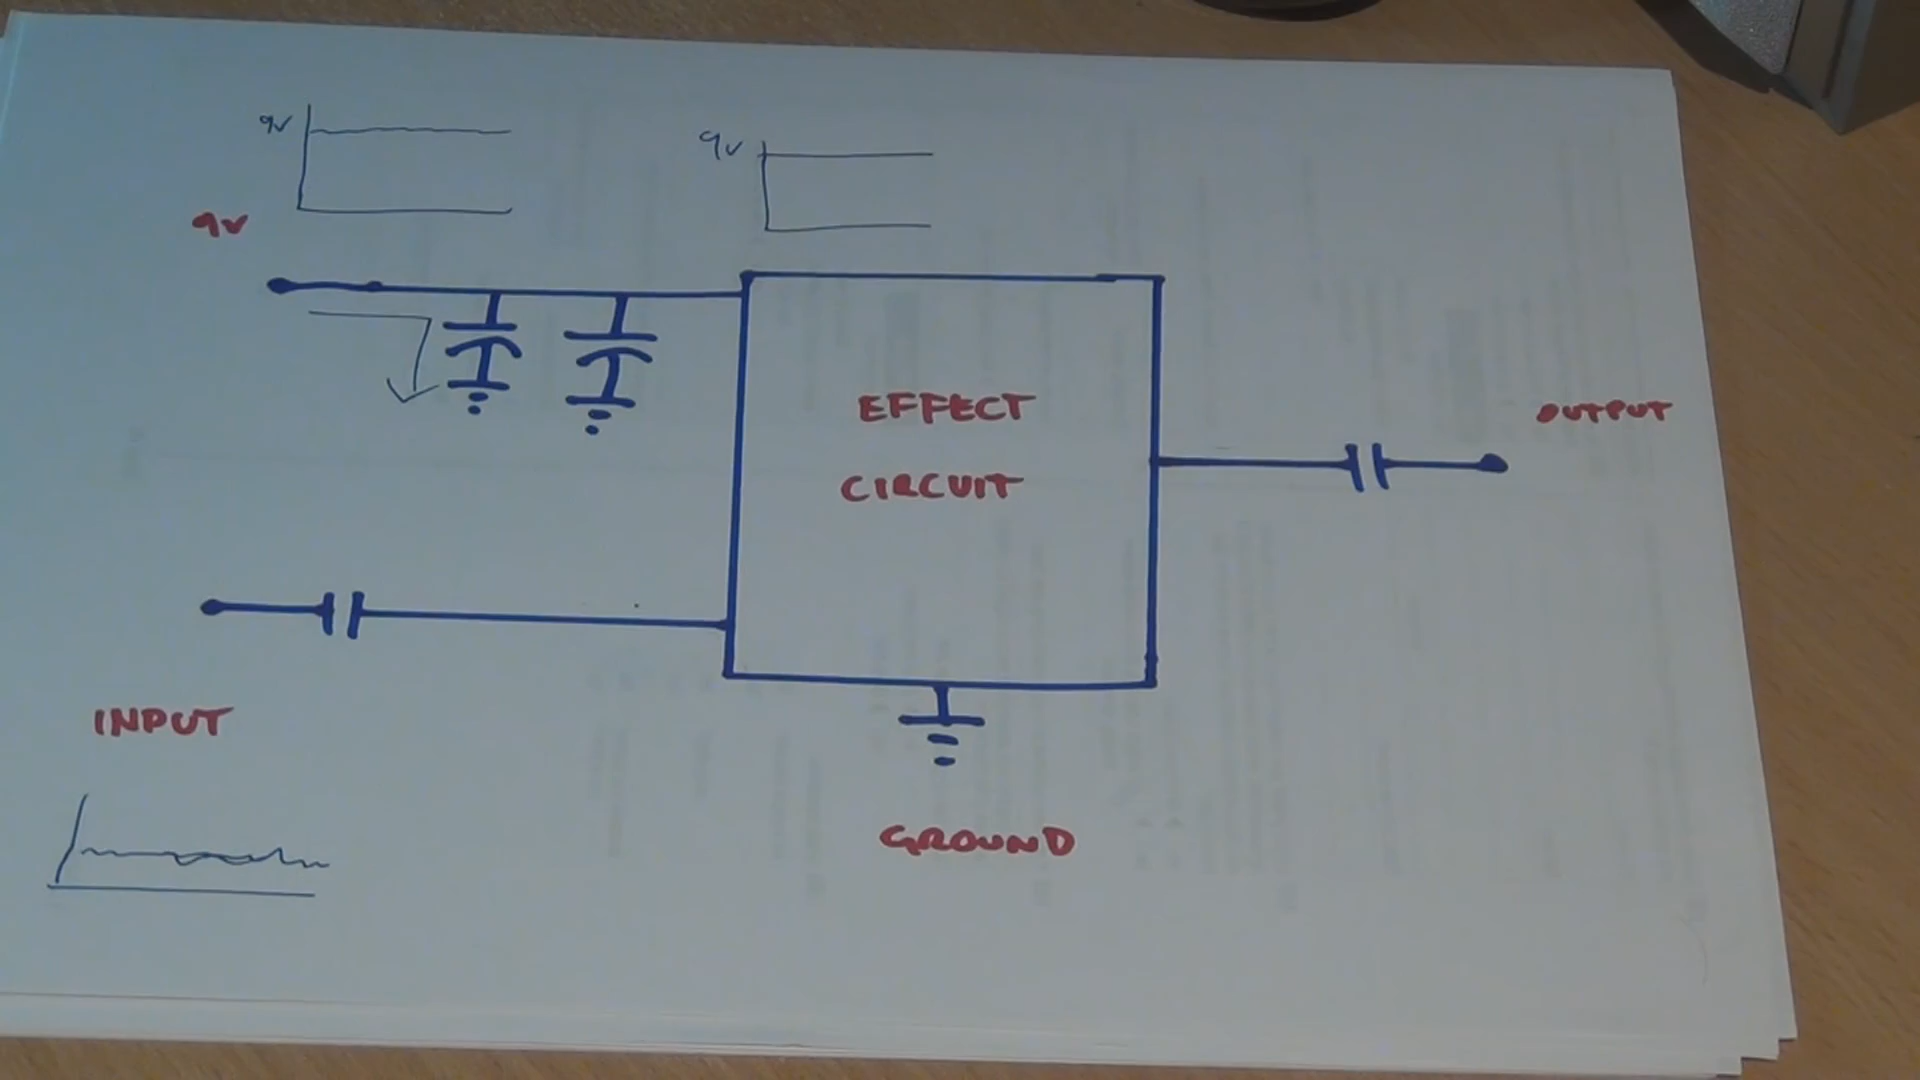 9v
9v
9v
EFFECT
CIRCUIT
OUTPUT
INPUT
GROUND